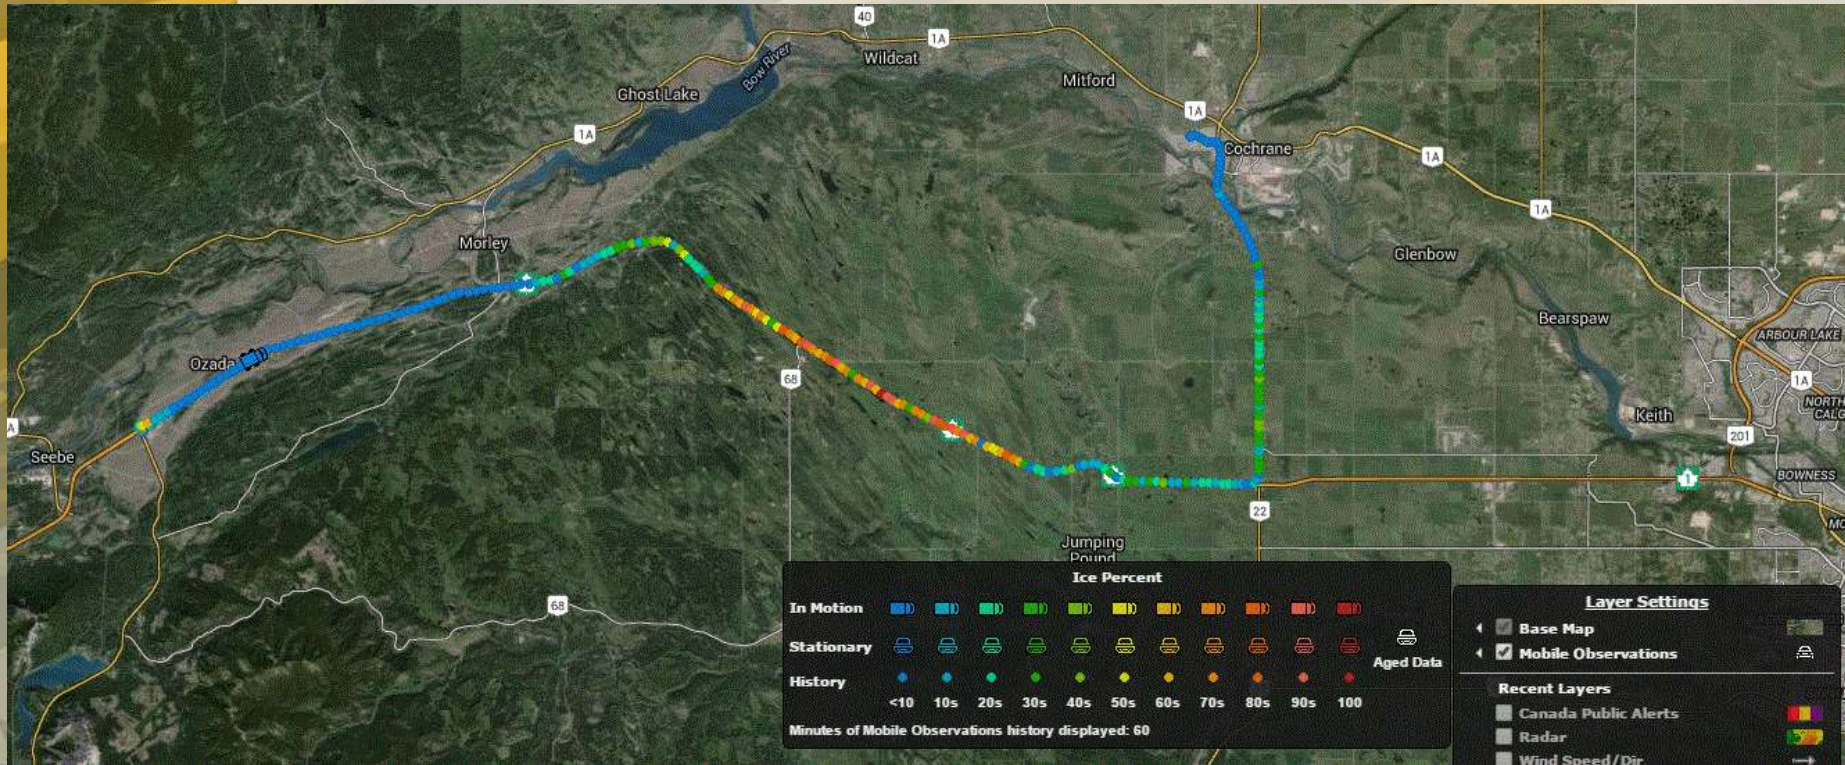 40
1A
Wildcat
Bow River
Ghost Lake
Mitford
1A
1A
Cochrane
1A
1A
Morley
Glenbow
Bearspaw
ARBOUR LAKE
Ozada
68
1A
NORTH
CALG
A
Keith
201
Seebe
1
BOWNESS
22
MO
Jumping
Pound
68
Ice Percent
In Motion
Stationary
Aged Data
History
<10 10s 20s 30s 40s 50s 60s 70s 80s 90s 100
Minutes of Mobile Observations history displayed: 60
Layer Settings
Base Map
Mobile Observations
Recent Layers
Canada Public Alerts
Radar
Wind Speed/Dir